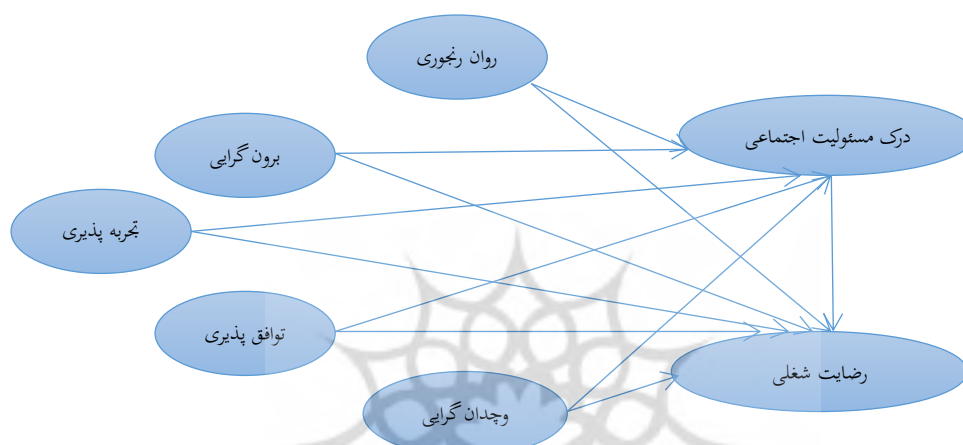 روان رنجوری
درک مسئولیت اجتماعی
برون گرایی
تجربه پذیری
توافق پذیری
رضایت شغلی
وجدان گرایی